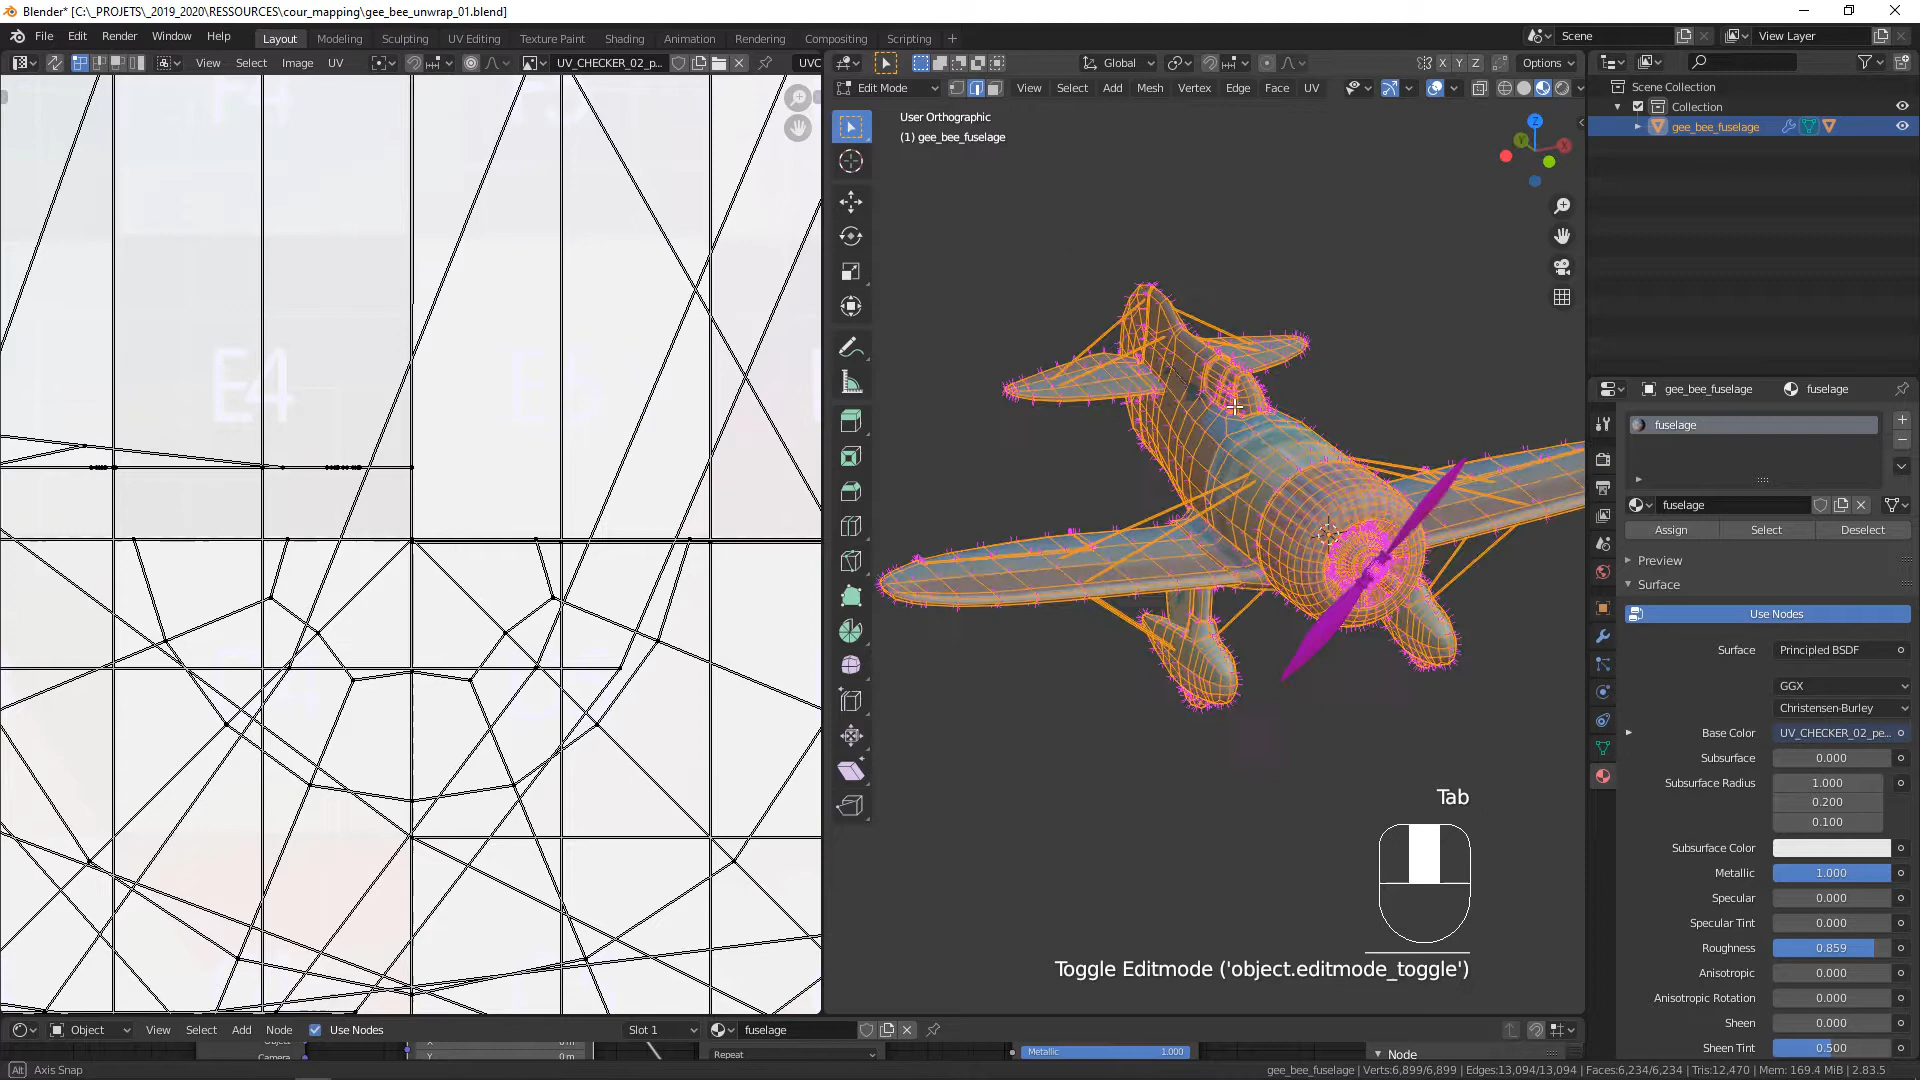 Blender* [C:\_PROJETS\_2019_2020\RESSOURCES\cour_mapping\gee_bee_unwrap_01.blend]
File Edit Render Window Help
Layout Modeling Sculpting UV Editing Texture Paint Shading Animation Rendering Compositing Scripting +
Scene
View Layer
View Select Image UV
UV_CHECKER_02_p...
UVC
Global
X Y Z
Options
Edit Mode
View Select Add Mesh Vertex Edge Face UV
User Orthographic
(1) gee_bee_fuselage
Z
Y
X
Scene Collection
Collection
gee_bee_fuselage
E4
gee_bee_fuselage
fuselage
fuselage
fuselage
Assign Select Deselect
Preview
Surface
Use Nodes
Surface Principled BSDF
GGX
Christensen-Burley
Base Color UV_CHECKER_02_pe...
Subsurface 0.000
Subsurface Radius 1.000
0.200
0.100
Subsurface Color
Metallic 1.000
Specular 0.000
Specular Tint 0.000
Roughness 0.859
Anisotropic 0.000
Anisotropic Rotation 0.000
Sheen 0.000
Sheen Tint 0.500
Tab
Toggle Editmode ('object.editmode_toggle')
Object View Select Add Node Use Nodes Slot 1 fuselage
Camera
Repeat
Metallic 1.000
Node
Alt Axis Snap
gee_bee_fuselage | Verts:6,899/6,899 | Edges:13,094/13,094 | Faces:6,234/6,234 | Tris:12,470 | Mem: 169.4 MiB | 2.83.5